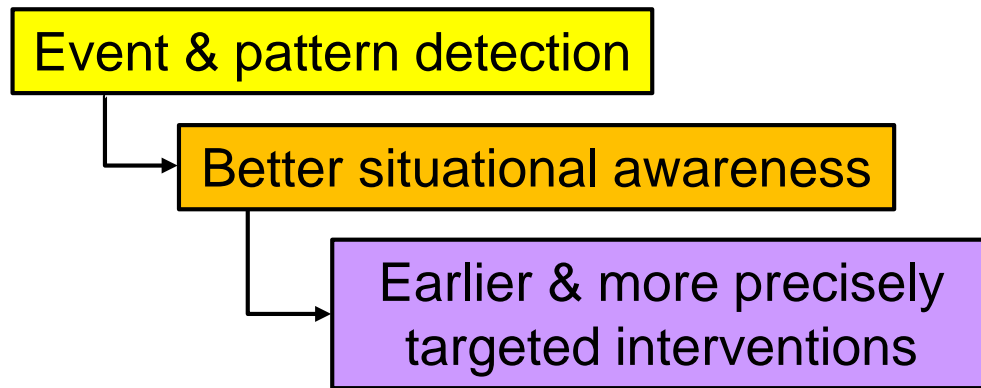 Event & pattern detection
Better situational awareness
Earlier & more precisely
targeted interventions